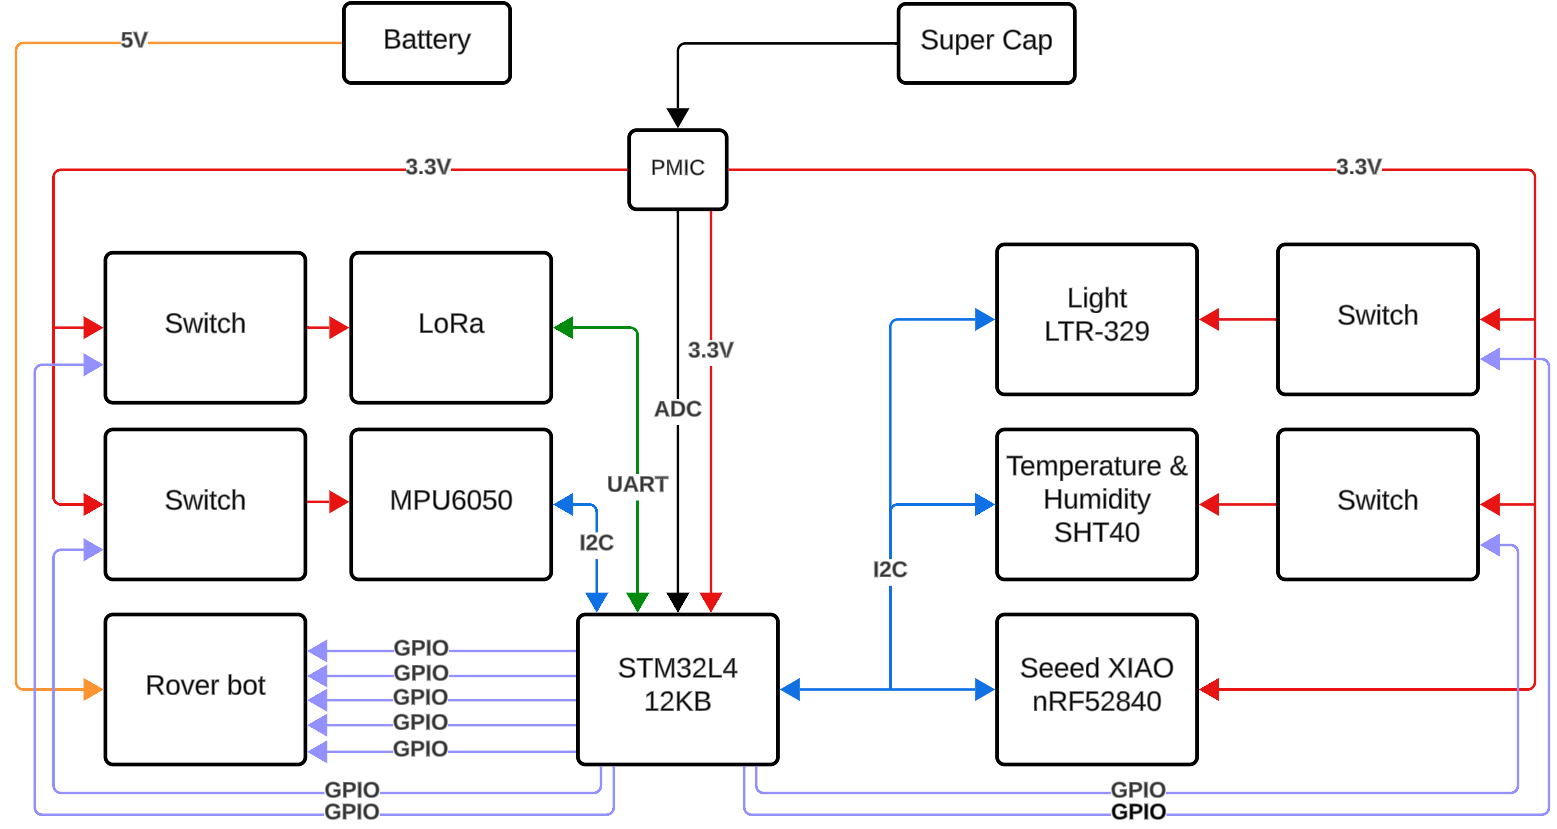 5V
Battery
Super Cap
3.3V
PMIC
3.3V
Switch
LoRa
Light
LTR-329
Switch
3.3V
ADC
Switch
MPU6050
UART
I2C
Temperature &
Humidity
SHT40
Switch
I2C
Rover bot
GPIO
GPIO
GPIO
GPIO
GPIO
STM32L4
12KB
Seeed XIAO
nRF52840
GPIO
GPIO
GPIO
GPIO